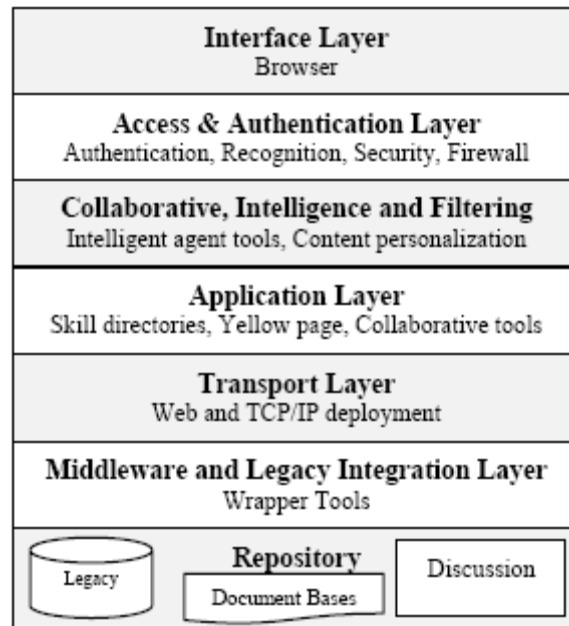 Interface Layer
Browser
Access & Authentication Layer
Authentication, Recognition, Security, Firewall
Collaborative, Intelligence and Filtering
Intelligent agent tools, Content personalization
Application Layer
Skill directories, Yellow page, Collaborative tools
Transport Layer
Web and TCP/IP deployment
Middleware and Legacy Integration Layer
Wrapper Tools
Repository
Legacy
Document Bases
Discussion